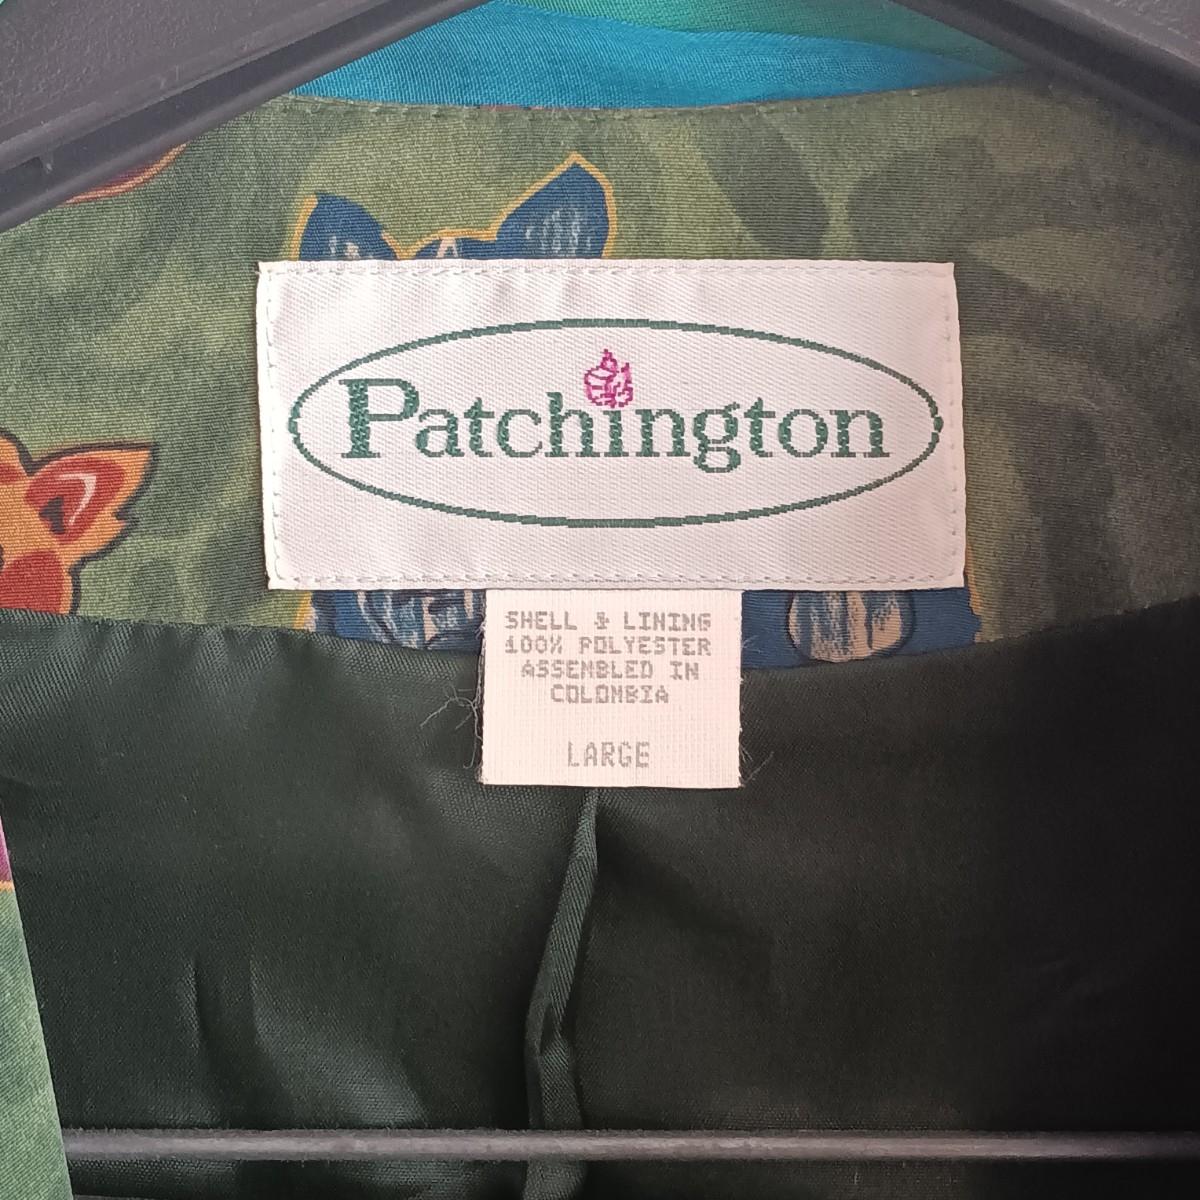 Patchington
SHELL & LINING
100% POLYESTER
ASSEMBLED IN
COLOMBIA
LARGE